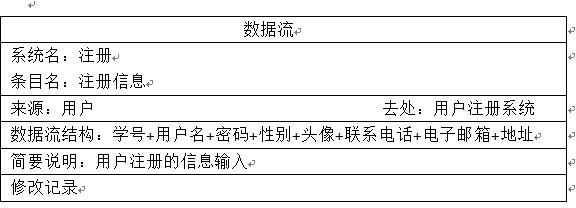 数据流
系统名：注册
条目名：注册信息
来源：用户 去处：用户注册系统
数据流结构：学号+用户名+密码+性别+头像+联系电话+电子邮箱+地址
简要说明：用户注册的信息输入
修改记录